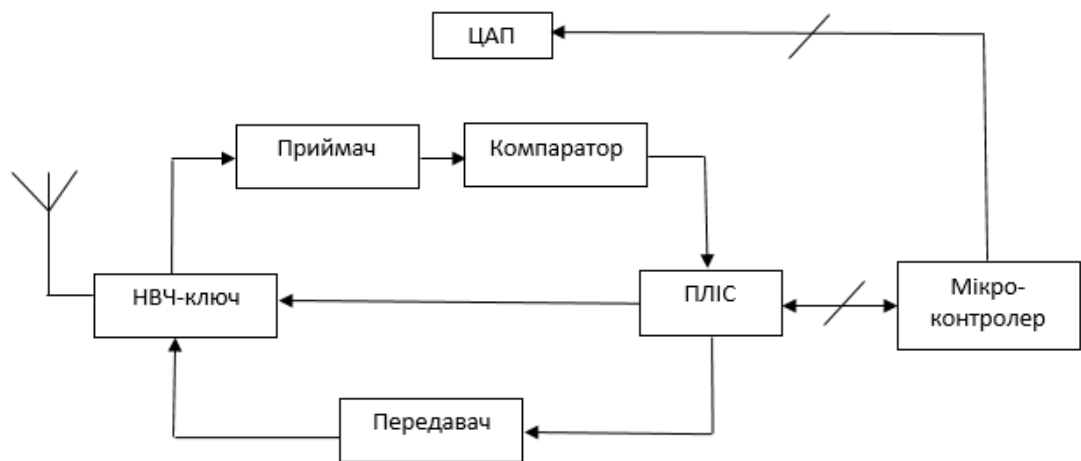 ЦАП
Приймач
Компаратор
НВЧ-ключ
ПЛІС
Мікро-
контролер
Передавач